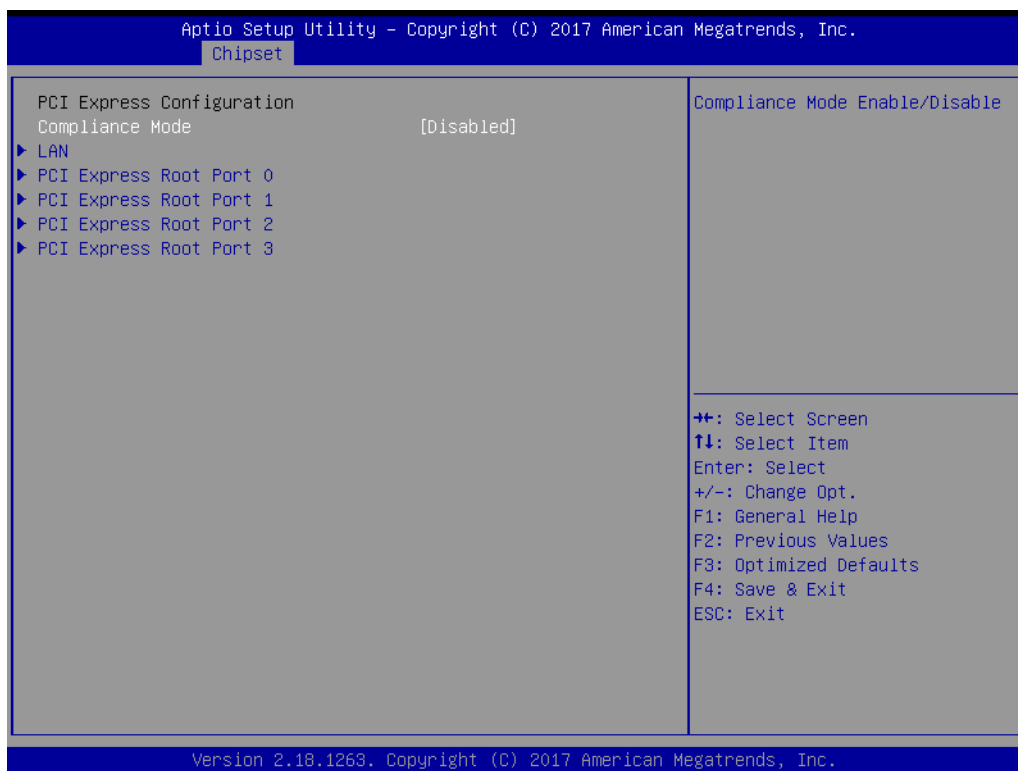 Aptio Setup Utility – Copyright (C) 2017 American Megatrends, Inc.
Chipset
PCI Express Configuration
Compliance Mode [Disabled]
▶ LAN
▶ PCI Express Root Port 0
▶ PCI Express Root Port 1
▶ PCI Express Root Port 2
▶ PCI Express Root Port 3
Compliance Mode Enable/Disable
→←: Select Screen
↑↓: Select Item
Enter: Select
+/-: Change Opt.
F1: General Help
F2: Previous Values
F3: Optimized Defaults
F4: Save & Exit
ESC: Exit
Version 2.18.1263. Copyright (C) 2017 American Megatrends, Inc.